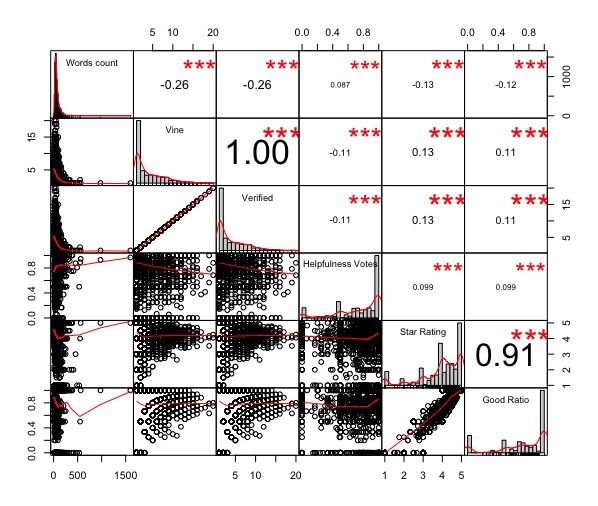 5 10 20 0.0 0.4 0.8 0.0 0.4 0.8
Words count *** -0.26 *** -0.26 *** 0.087 *** -0.13 *** -0.12 0 1000
5 15 Vine *** 1.00 *** -0.11 *** 0.13 *** 0.11
Verified *** -0.11 *** 0.13 *** 0.11 5 15
0.0 0.4 0.8 Helpfulness Votes *** 0.099 *** 0.099
Star Rating *** 0.91 1 2 3 4 5
0.0 0.4 0.8 Good Ratio
0 500 1500 5 10 20 1 2 3 4 5